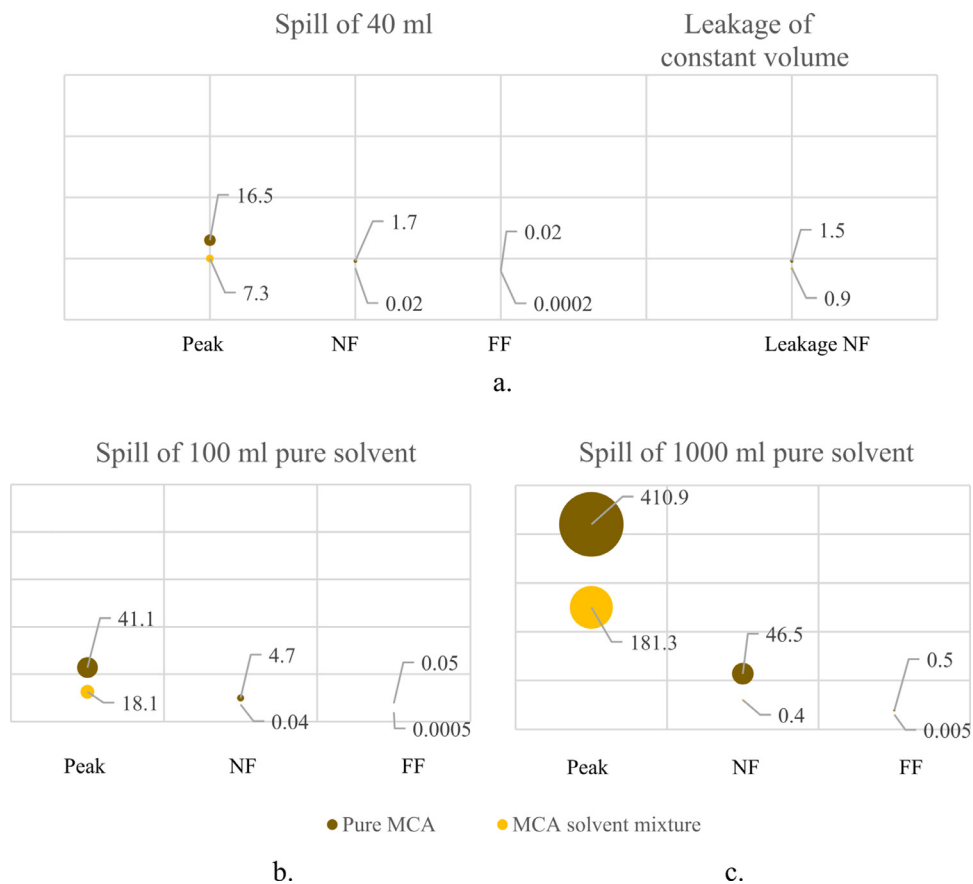 Spill of 40 ml
Leakage of
constant volume
16.5
1.7
0.02
1.5
7.3
0.02
0.0002
0.9
Peak
NF
FF
Leakage NF
a.
Spill of 100 ml pure solvent
41.1
4.7
0.05
18.1
0.04
0.0005
Peak
NF
FF
Spill of 1000 ml pure solvent
410.9
181.3
46.5
0.5
0.4
0.005
Peak
NF
FF
Pure MCA
MCA solvent mixture
b.
c.